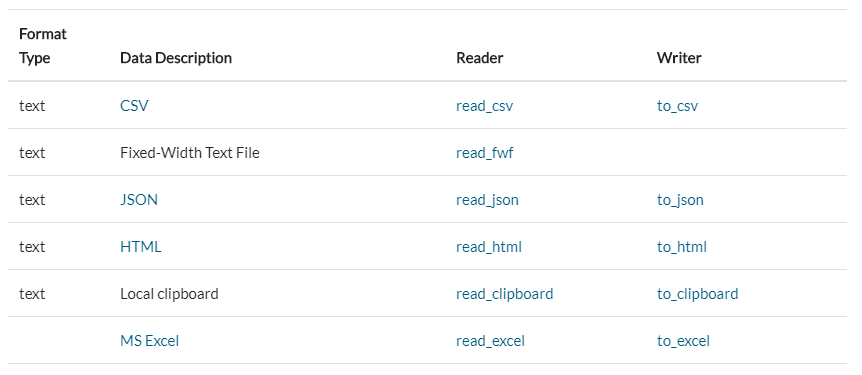 Format
Type Data Description Reader Writer
text CSV read_csv to_csv
text Fixed-Width Text File read_fwf
text JSON read_json to_json
text HTML read_html to_html
text Local clipboard read_clipboard to_clipboard
MS Excel read_excel to_excel